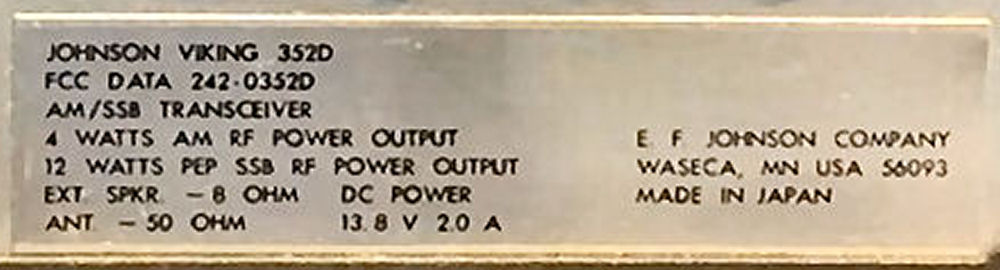 JOHNSON VIKING 352D
FCC DATA 242-0352D
AM/SSB TRANSCEIVER
4 WATTS AM RF POWER OUTPUT
12 WATTS PEP SSB RF POWER OUTPUT
EXT. SPKR. - 8 OHM DC POWER
ANT. - 50 OHM 13.8 V 2.0 A
E F JOHNSON COMPANY
WASECA, MN USA 56093
MADE IN JAPAN